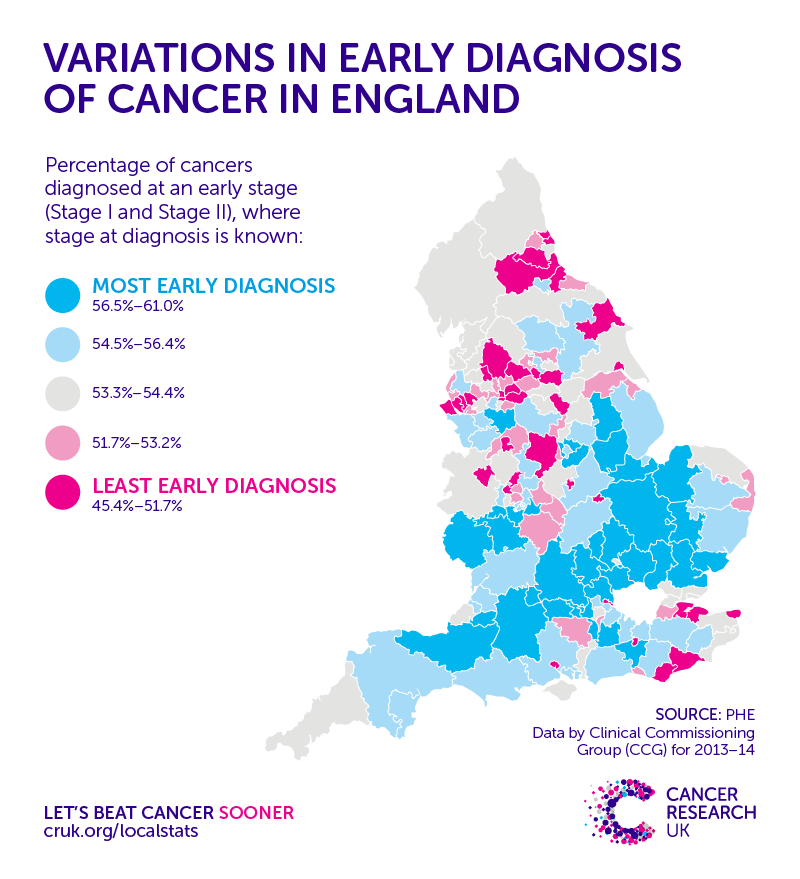 VARIATIONS IN EARLY DIAGNOSIS
OF CANCER IN ENGLAND
Percentage of cancers
diagnosed at an early stage
(Stage I and Stage II), where
stage at diagnosis is known:
MOST EARLY DIAGNOSIS
56.5%–61.0%
54.5%–56.4%
53.3%–54.4%
51.7%–53.2%
LEAST EARLY DIAGNOSIS
45.4%–51.7%
SOURCE: PHE
Data by Clinical Commissioning
Group (CCG) for 2013–14
LET'S BEAT CANCER SOONER
cruk.org/localstats
CANCER
RESEARCH
UK